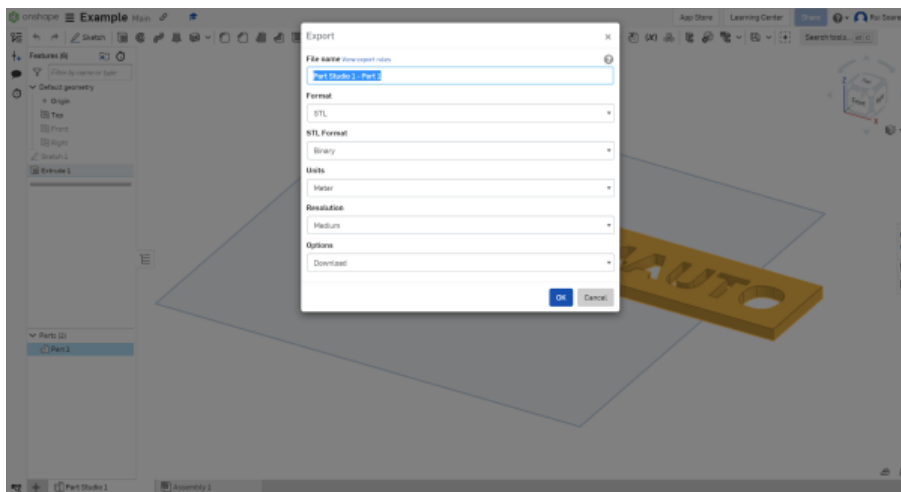 onshape Example Main
App Store Learning Center Share
Sketch
Search tools...
Features (6)
Filter by name or type
Default geometry
Origin
Top
Front
Right
Sketch 1
Extrude 1
Export
File name View export rules
Part Studio 1 - Part 1
Format
STL
STL Format
Binary
Units
Meter
Resolution
Medium
Options
Download
OK Cancel
AUTO
Parts (1)
Part 1
Part Studio 1 Assembly 1